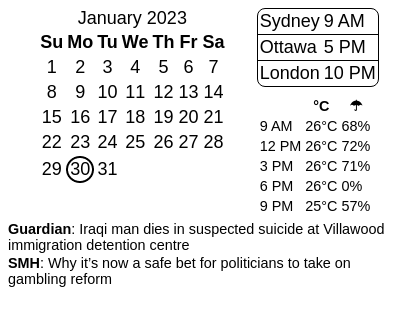 January 2023
Su Mo Tu We Th Fr Sa
1 2 3 4 5 6 7
8 9 10 11 12 13 14
15 16 17 18 19 20 21
22 23 24 25 26 27 28
29 30 31
Sydney 9 AM
Ottawa 5 PM
London 10 PM
°C ☂
9 AM 26°C 68%
12 PM 26°C 72%
3 PM 26°C 71%
6 PM 26°C 0%
9 PM 25°C 57%
Guardian: Iraqi man dies in suspected suicide at Villawood
immigration detention centre
SMH: Why it's now a safe bet for politicians to take on
gambling reform